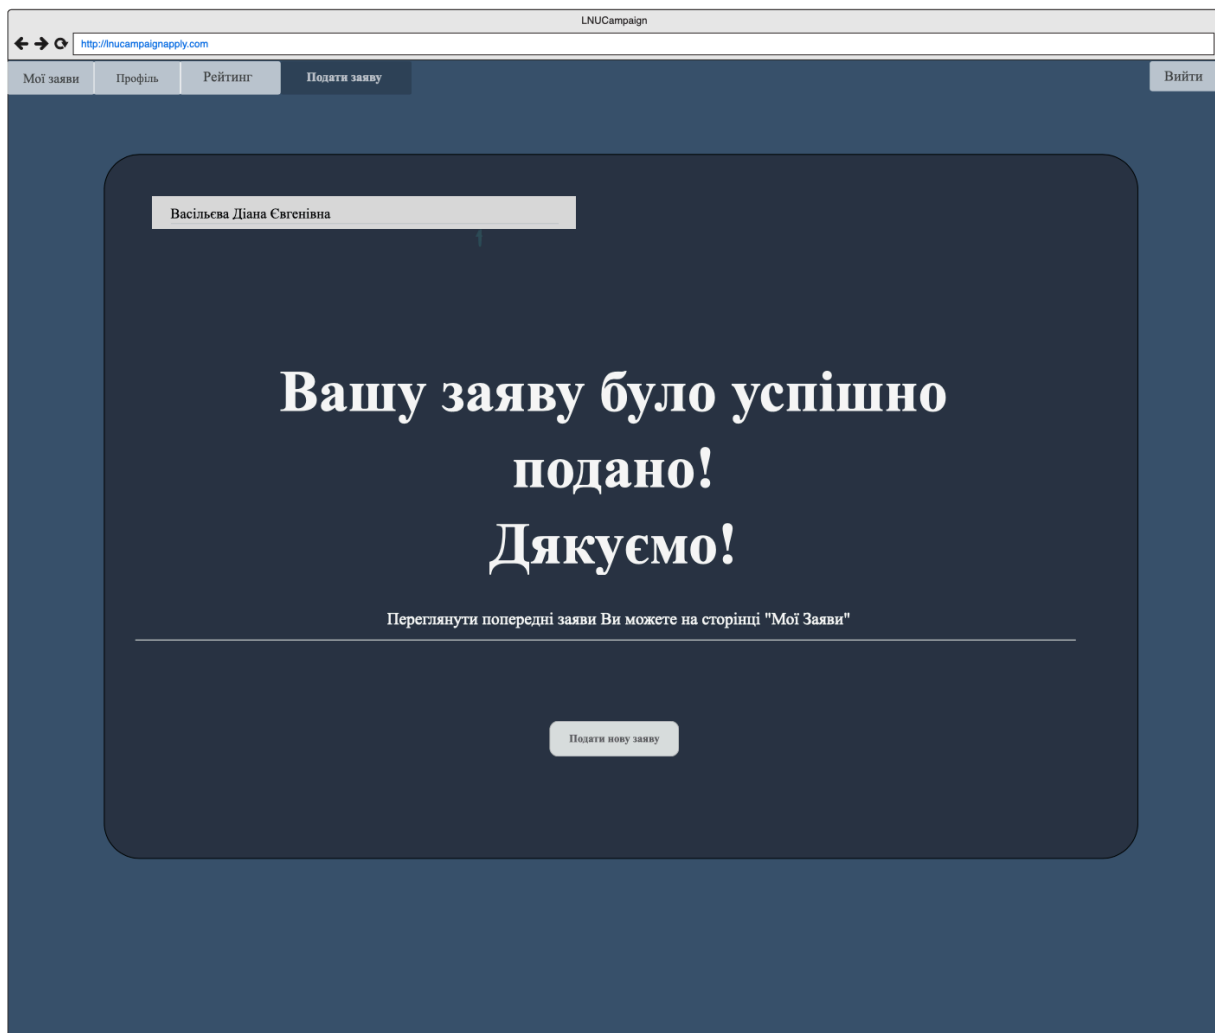 LNUCampaign
http://lnucampaignapply.com
Мої заяви Профіль Рейтинг Подати заяву Вийти
Васільєва Діана Євгенівна
Вашу заяву було успішно
подано!
Дякуємо!
Переглянути попередні заяви Ви можете на сторінці "Мої Заяви"
Подати нову заяву